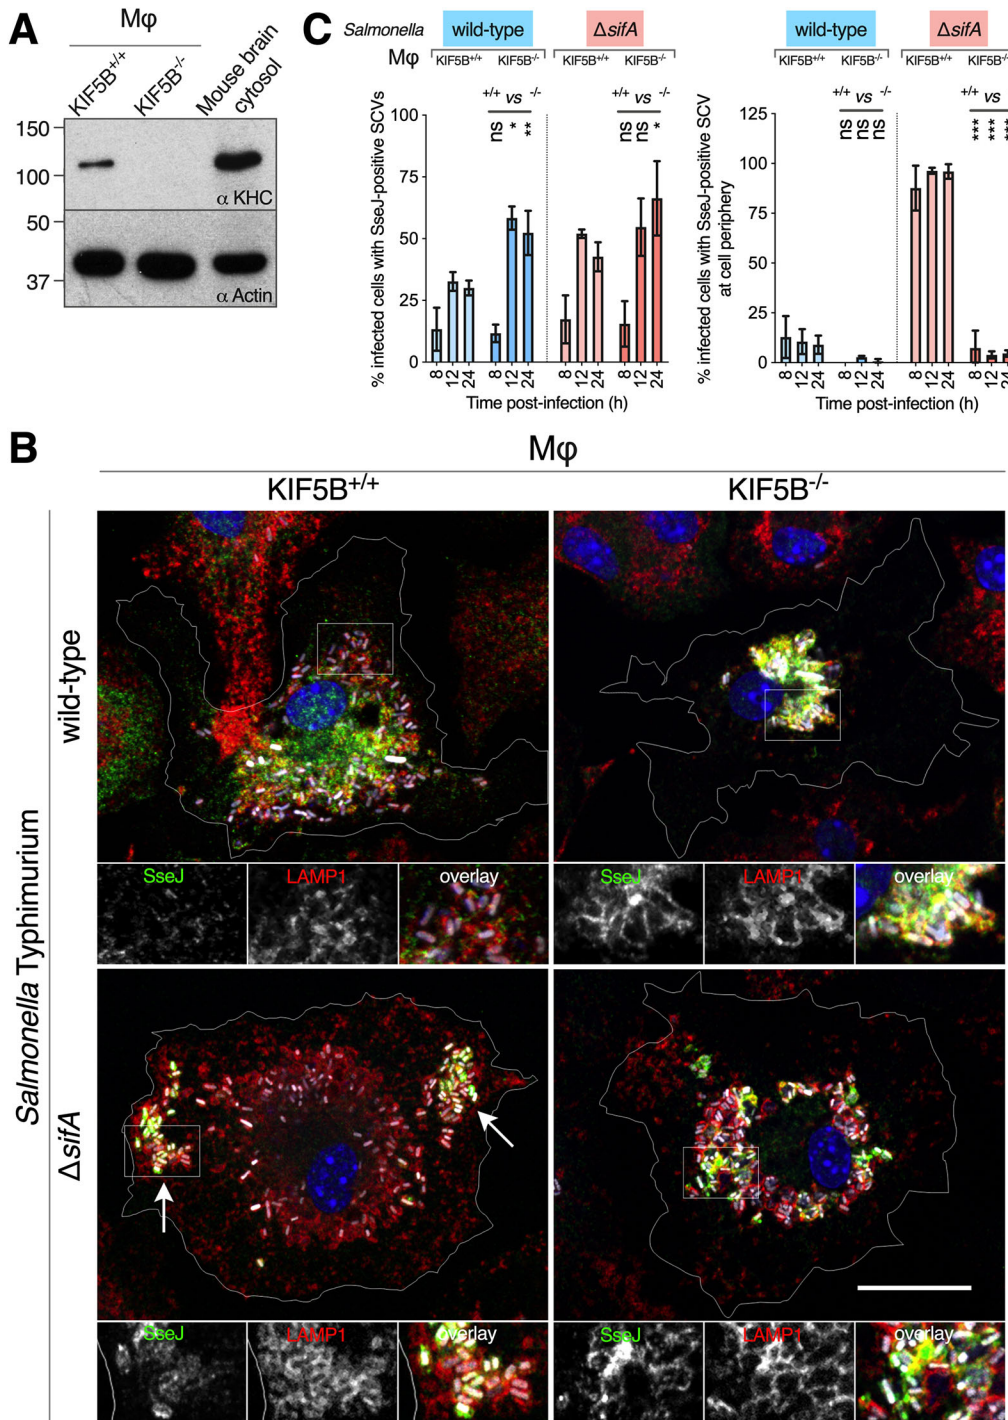 A
Mφ
KIF5B+/+
KIF5B-/-
Mouse brain
cytosol
150
100
α KHC
50
37
α Actin
C
Salmonella
wild-type
ΔsifA
Mφ
KIF5B+/+
KIF5B-/-
KIF5B+/+
KIF5B-/-
+/+ vs -/-
+/+ vs -/-
ns
*
**
ns
ns
*
% infected cells with SseJ-positive SCVs
100
75
50
25
0
8
12
24
8
12
24
8
12
24
8
12
24
Time post-infection (h)
wild-type
ΔsifA
KIF5B+/+
KIF5B-/-
KIF5B+/+
KIF5B-/-
+/+ vs -/-
+/+ vs
ns
ns
ns
***
***
***
% infected cells with SseJ-positive SCV
at cell periphery
125
100
75
50
25
0
8
12
24
8
12
24
8
12
24
8
12
24
Time post-infection (h)
B
Mφ
KIF5B+/+
KIF5B-/-
Salmonella Typhimurium
wild-type
SseJ
LAMP1
overlay
SseJ
LAMP1
overlay
ΔsifA
SseJ
LAMP1
overlay
SseJ
LAMP1
overlay